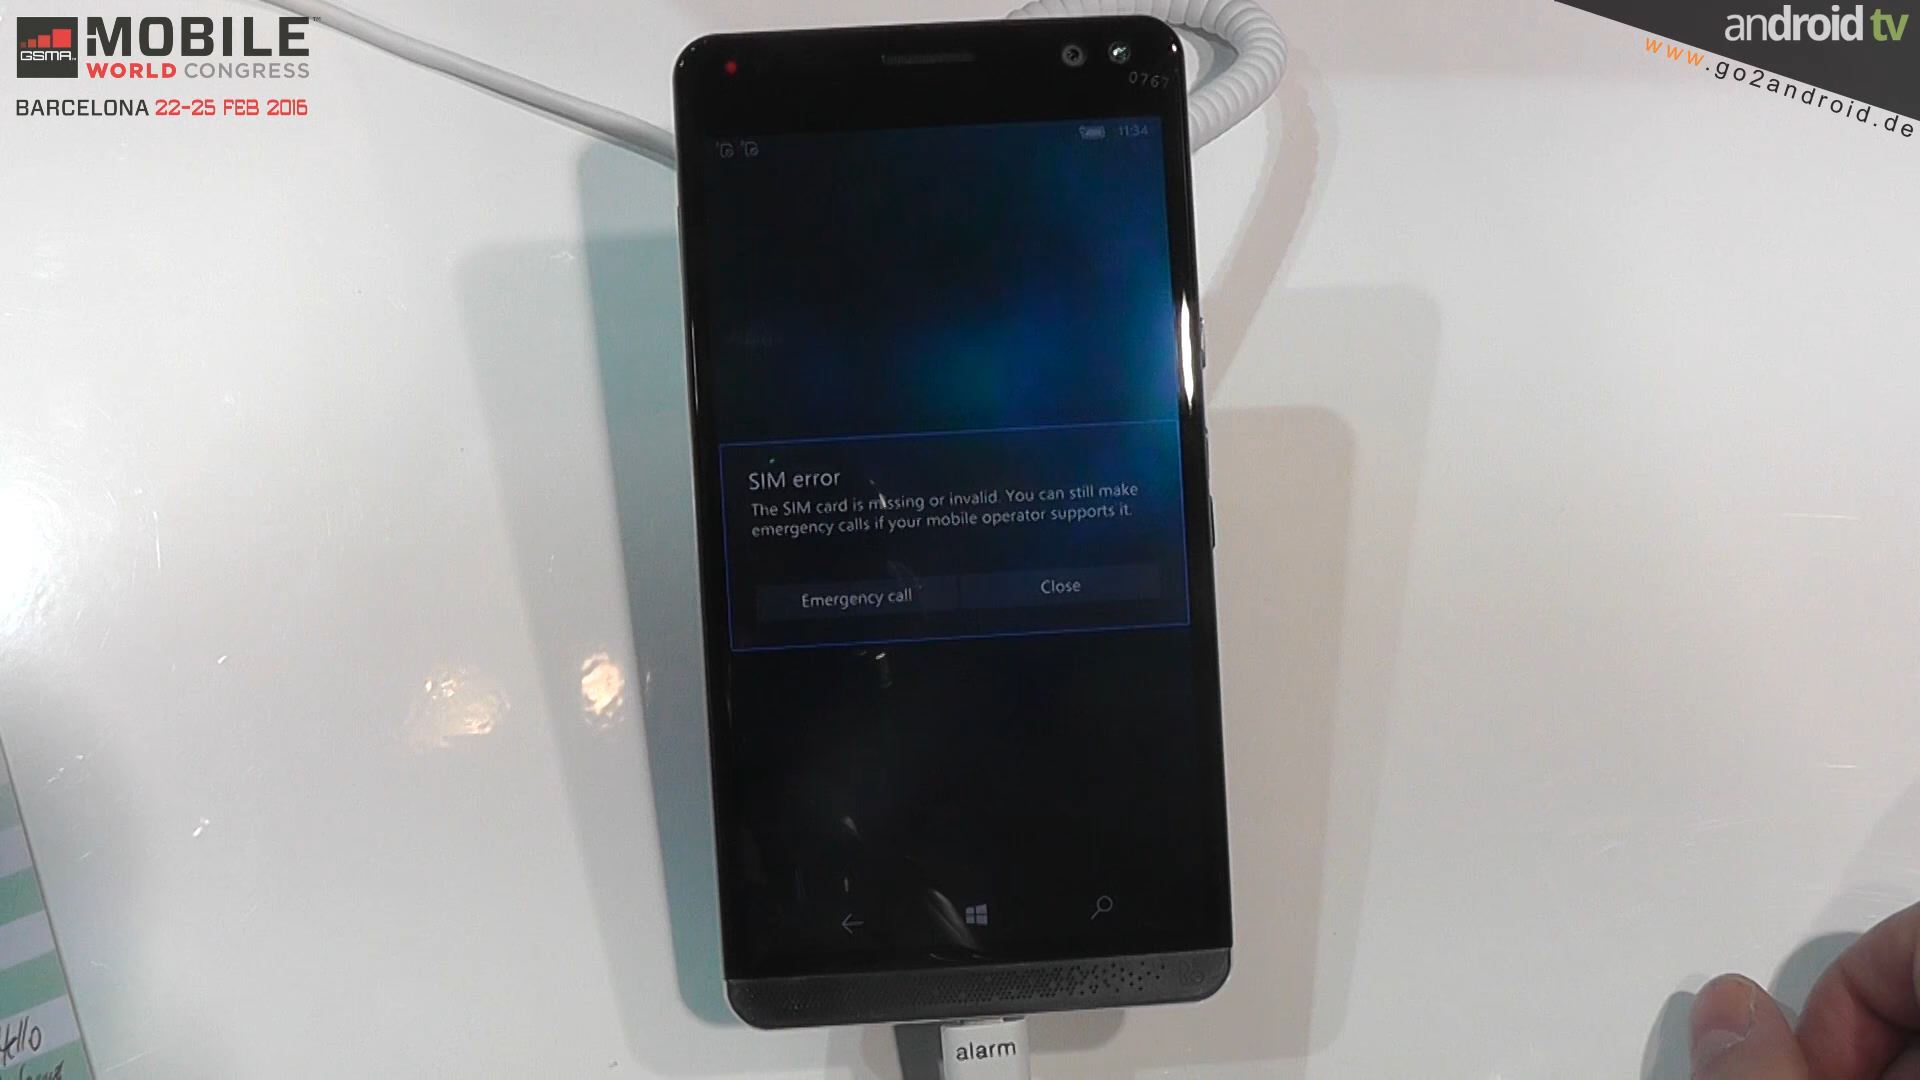 GSMA
MOBILE
WORLD CONGRESS
BARCELONA 22-25 FEB 2016
androidtv
www.go2android.de
0767
11:34
SIM error
The SIM card is missing or invalid. You can still make
emergency calls if your mobile operator supports it.
Emergency call
Close
alarm
Hello